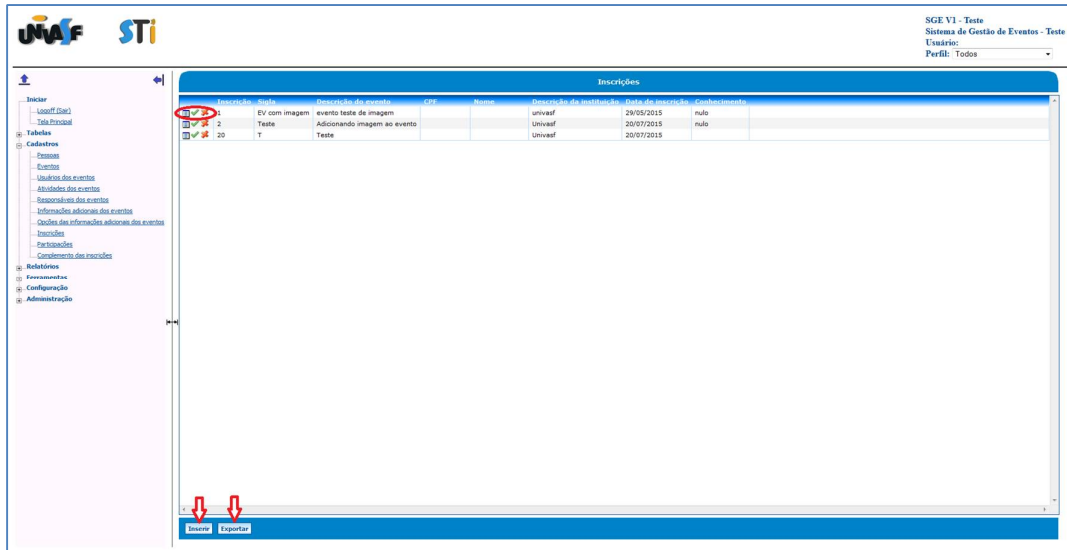 UNIVASF STi
SGE V1 - Teste
Sistema de Gestão de Eventos - Teste
Usuário:
Perfil: Todos
Iniciar
Logoff (Sair)
Tela Principal
Tabelas
Cadastros
Pessoas
Eventos
Usuários dos eventos
Atividades dos eventos
Responsáveis dos eventos
Informações adicionais dos eventos
Opções das informações adicionais dos eventos
Inscrições
Participações
Complemento das inscrições
Relatórios
Ferramentas
Configuração
Administração
Inscrições
Inscrição Sigla Descrição do evento CPF Nome Descrição da instituição Data de inscrição Conhecimento
1 EV com imagem evento teste de imagem univasf 29/05/2015 nulo
2 Teste Adicionando imagem ao evento Univasf 20/07/2015 nulo
20 T Teste Univasf 20/07/2015
Inserir Exportar